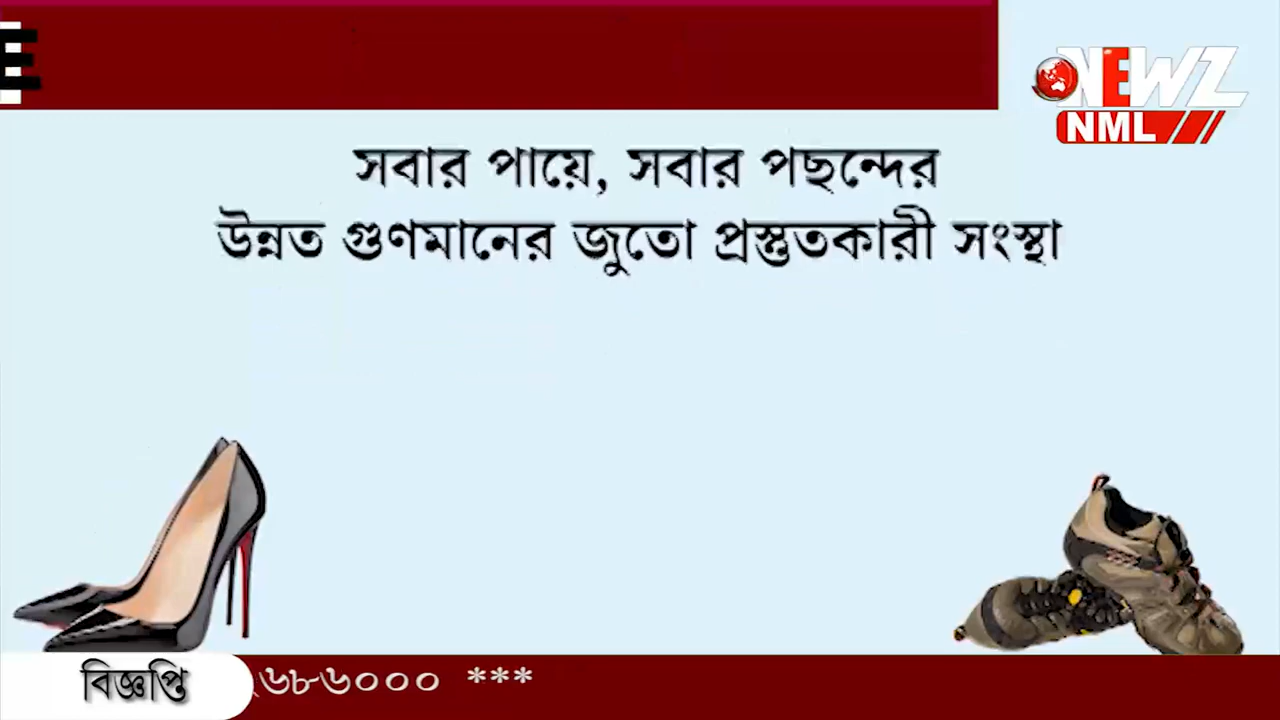 E
NEWZ
NML
সবার পায়ে, সবার পছন্দের
উন্নত গুণমানের জুতো প্রস্তুতকারী সংস্থা
বিজ্ঞপ্তি
৬৮৬০০০ ***